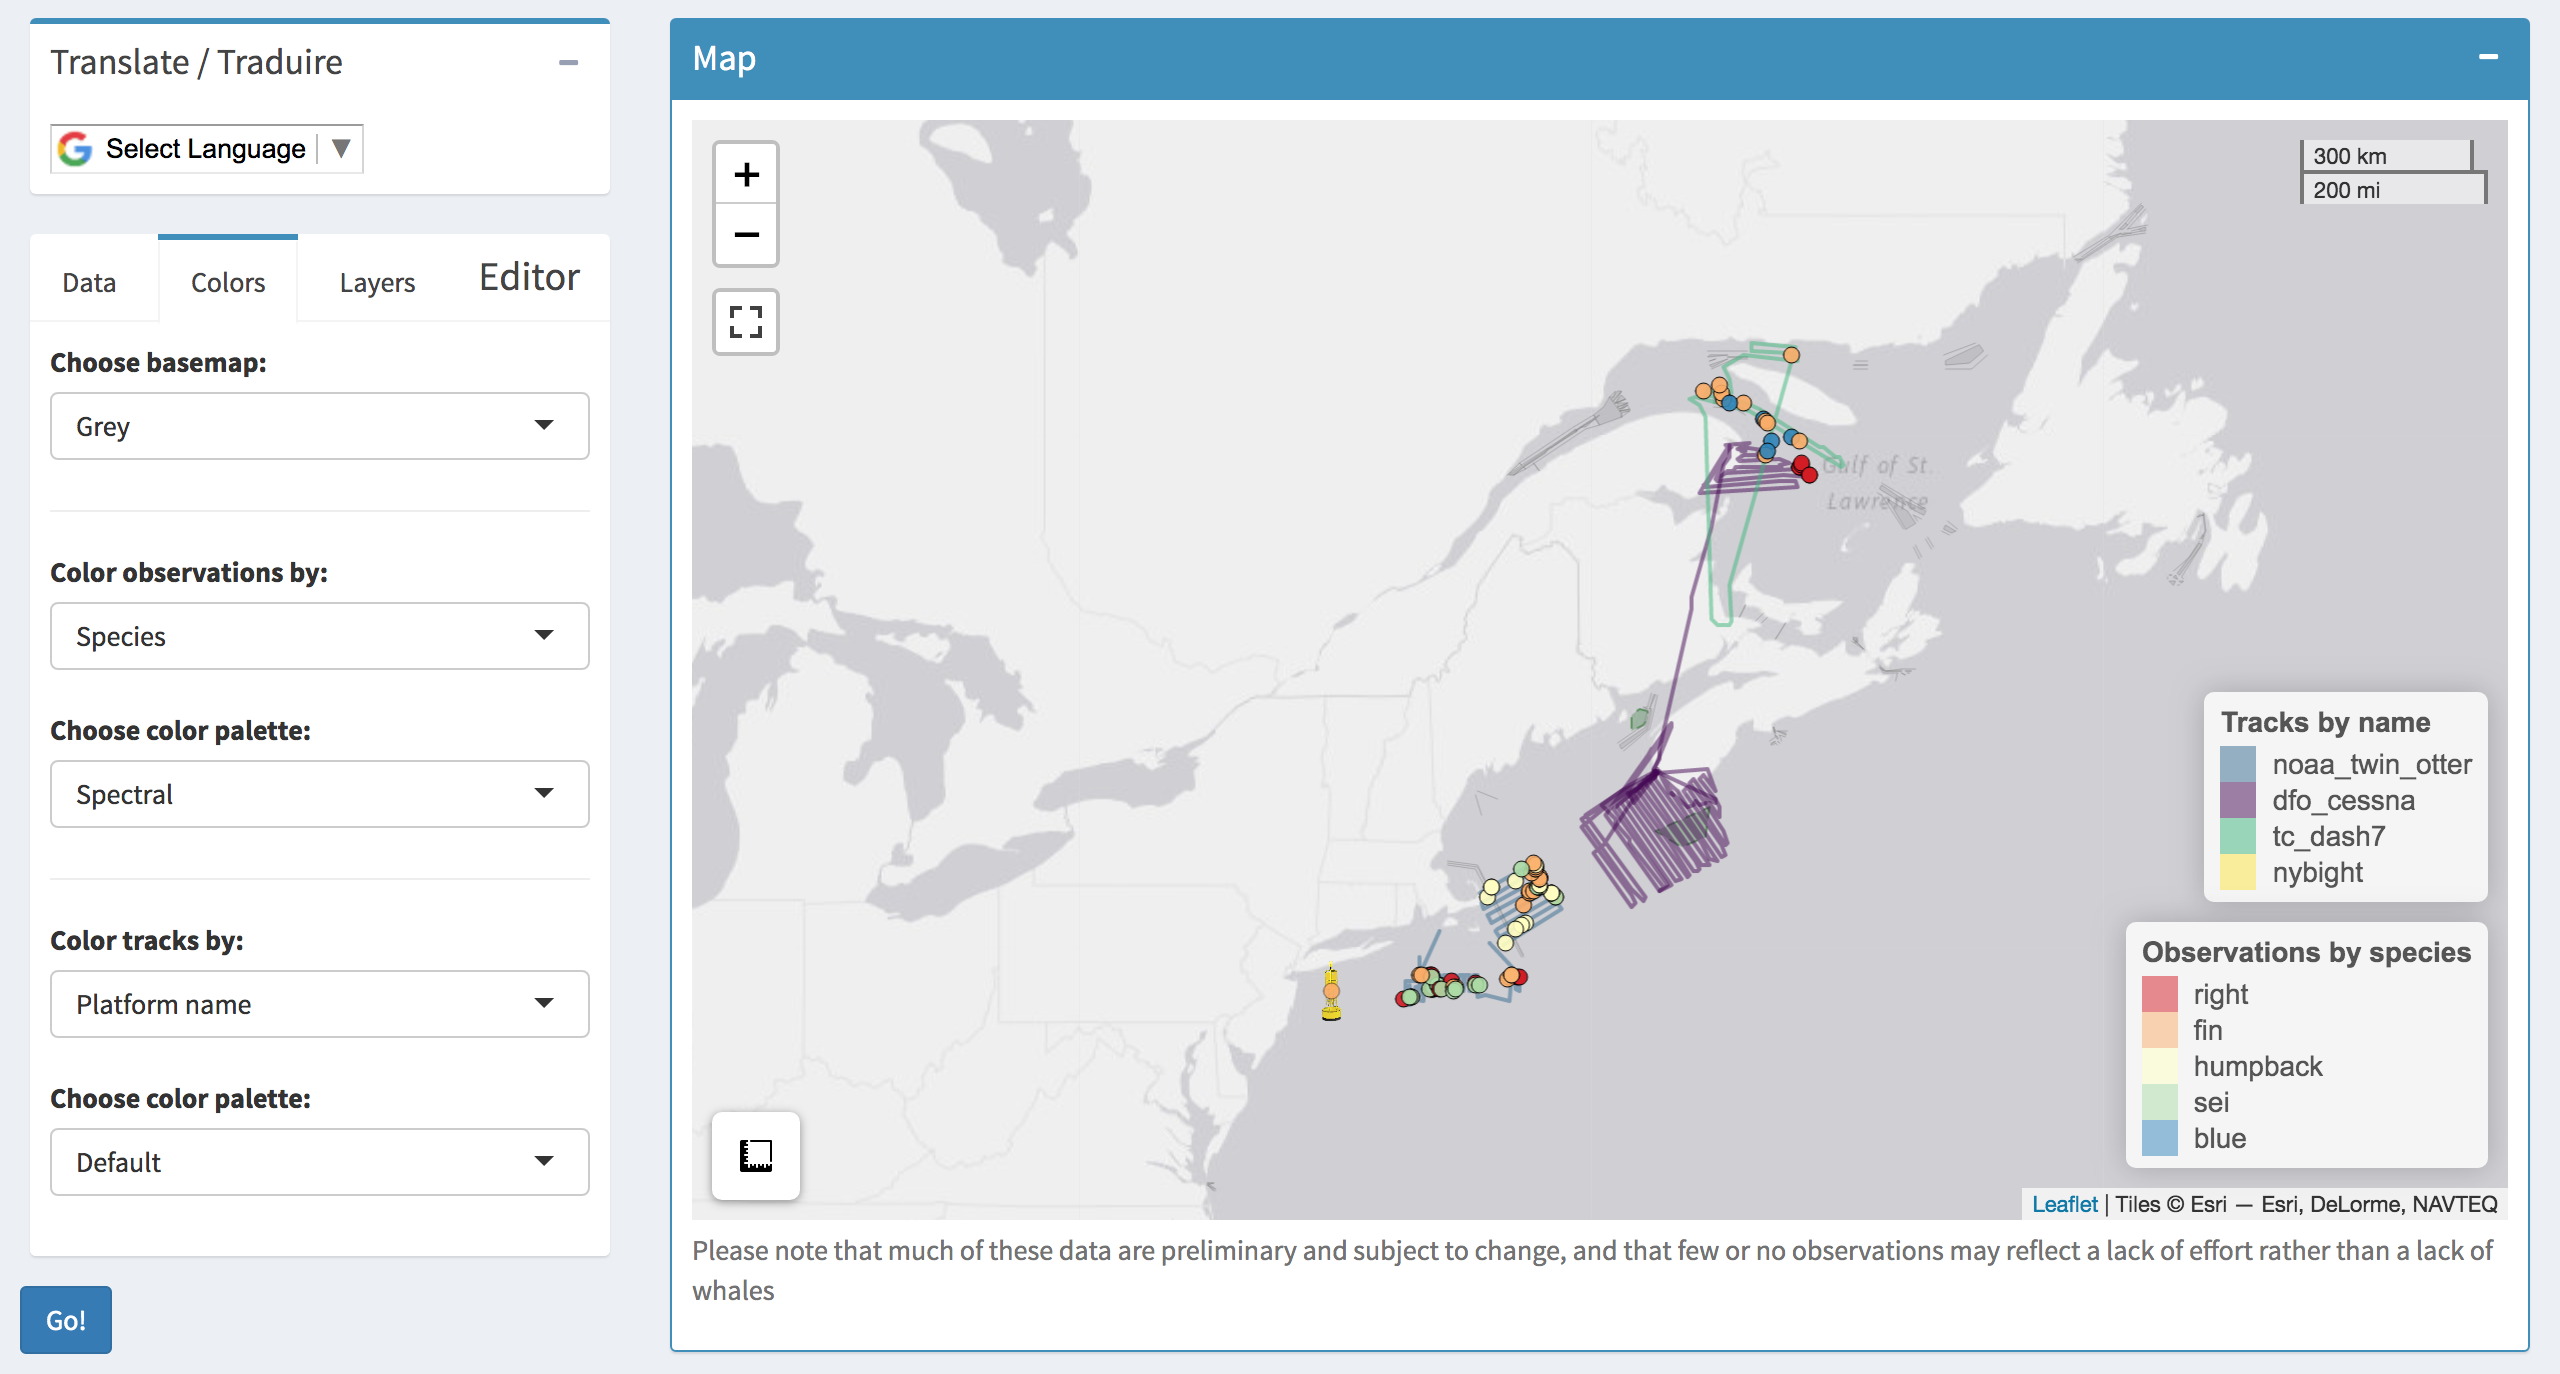 Translate / Traduire
Select Language
Data
Colors
Layers
Editor
Choose basemap:
Grey
Color observations by:
Species
Choose color palette:
Spectral
Color tracks by:
Platform name
Choose color palette:
Default
Go!
Map
300 km
200 mi
Gulf of St.
Lawrence
Tracks by name
noaa_twin_otter
dfo_cessna
tc_dash7
nybight
Observations by species
right
fin
humpback
sei
blue
Leaflet | Tiles © Esri — Esri, DeLorme, NAVTEQ
Please note that much of these data are preliminary and subject to change, and that few or no observations may reflect a lack of effort rather than a lack of
whales